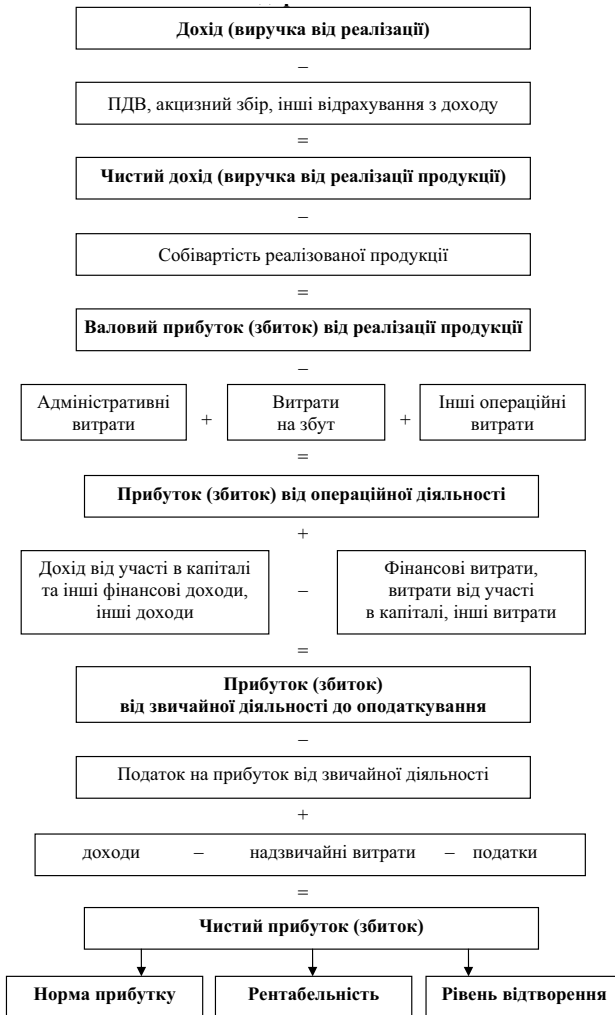 Дохід (виручка від реалізації)
–
ПДВ, акцизний збір, інші відрахування з доходу
=
Чистий дохід (виручка від реалізації продукції)
–
Собівартість реалізованої продукції
=
Валовий прибуток (збиток) від реалізації продукції
–
Адміністративні
витрати
+
Витрати
на збут
+
Інші операційні
витрати
=
Прибуток (збиток) від операційної діяльності
+
Дохід від участі в капіталі
та інші фінансові доходи,
інші доходи
–
Фінансові витрати,
витрати від участі
в капіталі, інші витрати
=
Прибуток (збиток)
від звичайної діяльності до оподаткування
–
Податок на прибуток від звичайної діяльності
+
доходи – надзвичайні витрати – податки
=
Чистий прибуток (збиток)
Норма прибутку
Рентабельність
Рівень відтворення